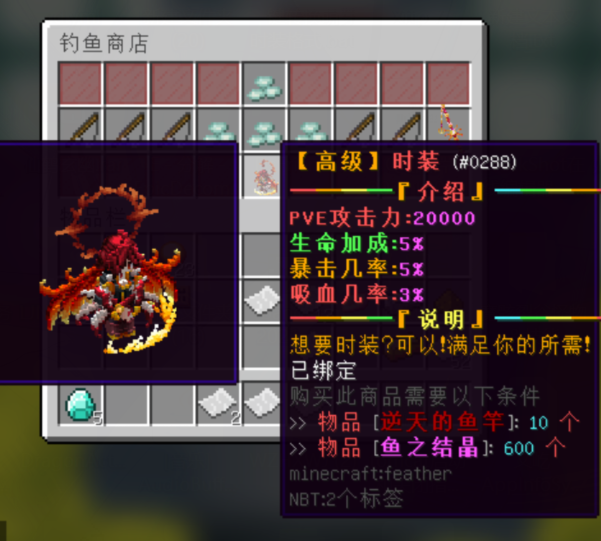 钓鱼商店
【高级】时装 (#0288)
『介绍』
PVE攻击力:20000
生命加成:5%
暴击几率:5%
吸血几率:3%
『说明』
想要时装?可以!满足你的所需!
已绑定
购买此商品需要以下条件
>> 物品 [逆天的鱼竿]: 10 个
>> 物品 [鱼之结晶]: 600 个
minecraft:feather
NBT:2个标签
5
2